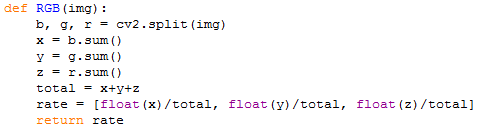 def RGB(img):
    b, g, r = cv2.split(img)
    x = b.sum()
    y = g.sum()
    z = r.sum()
    total = x+y+z
    rate = [float(x)/total, float(y)/total, float(z)/total]
    return rate